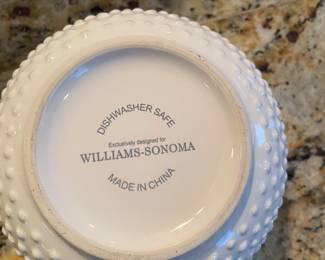 DISHWASHER SAFE
Exclusively designed for
WILLIAMS-SONOMA
MADE IN CHINA